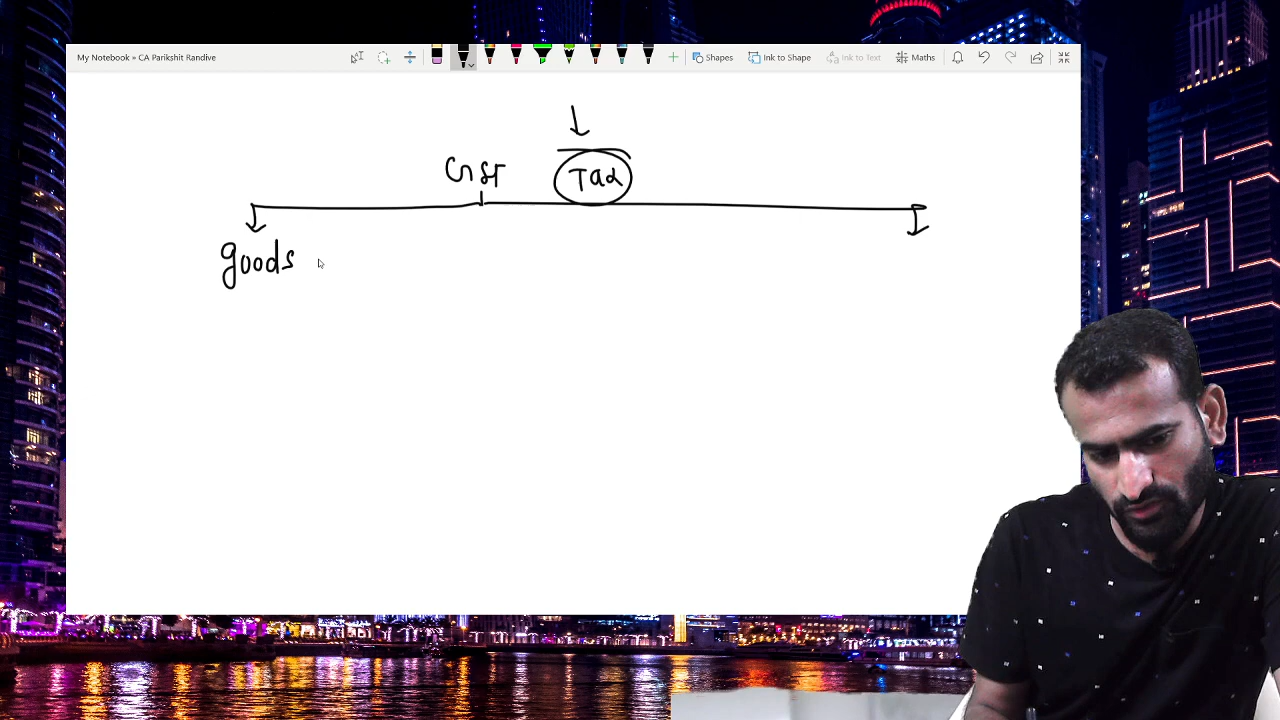 My Notebook » CA Parikshit Randive
Shapes
Ink to Shape
Ink to Text
Maths
GST Tax
goods